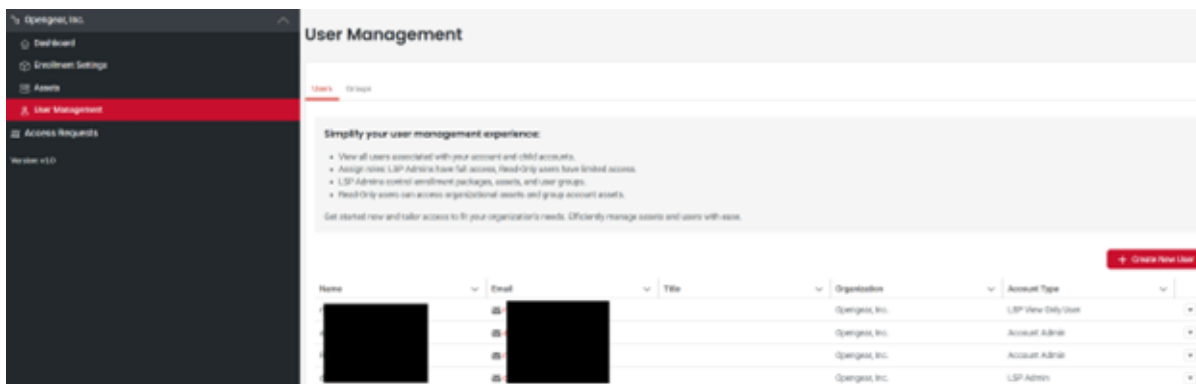 Opengear, Inc.
Dashboard
Enrollment Settings
Assets
User Management
Access Requests
Version: v1.0
User Management
Users Groups
Simplify your user management experience:
• View all users associated with your account and child accounts.
• Assign roles: LSP Admins have full access, Read-Only users have limited access.
• LSP Admins control enrollment packages, assets, and user groups.
• Read-Only users can access organizational assets and group account assets.
Get started now and tailor access to fit your organization's needs. Efficiently manage assets and users with ease.
+ Create New User
Name Email Title Organization Account Type
Opengear, Inc. LSP View Only User
Opengear, Inc. Account Admin
Opengear, Inc. Account Admin
Opengear, Inc. LSP Admin